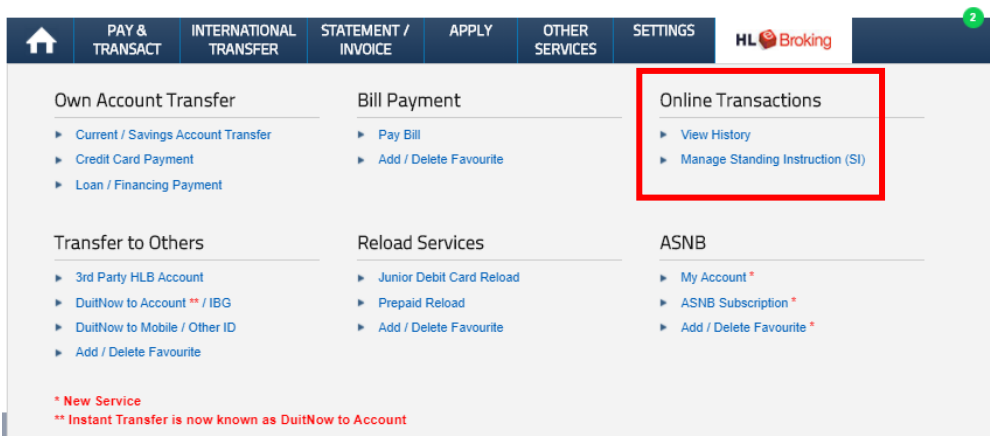 PAY & TRANSACT
INTERNATIONAL TRANSFER
STATEMENT / INVOICE
APPLY
OTHER SERVICES
SETTINGS
HL Broking
2
Own Account Transfer
Current / Savings Account Transfer
Credit Card Payment
Loan / Financing Payment
Bill Payment
Pay Bill
Add / Delete Favourite
Online Transactions
View History
Manage Standing Instruction (SI)
Transfer to Others
3rd Party HLB Account
DuitNow to Account ** / IBG
DuitNow to Mobile / Other ID
Add / Delete Favourite
Reload Services
Junior Debit Card Reload
Prepaid Reload
Add / Delete Favourite
ASNB
My Account *
ASNB Subscription *
Add / Delete Favourite *
* New Service
** Instant Transfer is now known as DuitNow to Account